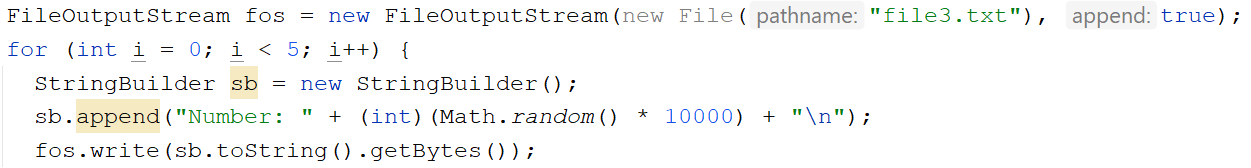 FileOutputStream fos = new FileOutputStream(new File( pathname: "file3.txt"), append: true);
for (int i = 0; i < 5; i++) {
StringBuilder sb = new StringBuilder();
sb.append("Number: " + (int)(Math.random() * 10000) + "\n");
fos.write(sb.toString().getBytes());